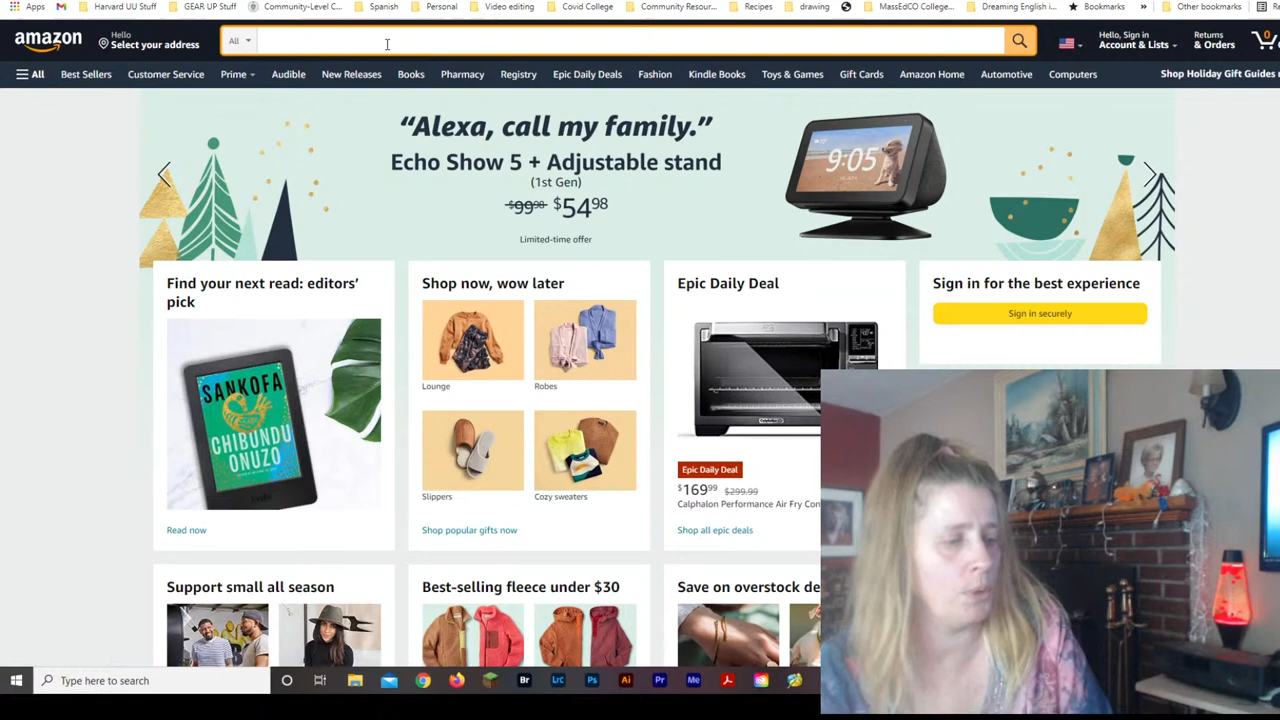 Apps Harvard UU Stuff GEAR UP Stuff Community-Level C... Spanish Personal Video editing Covid College Community Resour... Recipes drawing MassEdCO College... Dreaming English i... Bookmarks » Other bookmarks
amazon Hello Select your address All Hello, Sign in Account & Lists Returns & Orders 0
All Best Sellers Customer Service Prime Audible New Releases Books Pharmacy Registry Epic Daily Deals Fashion Kindle Books Toys & Games Gift Cards Amazon Home Automotive Computers Shop Holiday Gift Guides
“Alexa, call my family.”
Echo Show 5 + Adjustable stand
(1st Gen)
$99.98 $54.98
Limited-time offer
9:05
Find your next read: editors’ pick
SANKOFA
CHIBUNDU
ONUZO
Read now
Shop now, wow later
Lounge Robes
Slippers Cozy sweaters
Shop popular gifts now
Epic Daily Deal
Epic Daily Deal
$169.99 $299.99
Calphalon Performance Air Fry Con
Shop all epic deals
Sign in for the best experience
Sign in securely
Support small all season
Best-selling fleece under $30
Save on overstock de
Type here to search Br LrC Ps Ai Pr Me